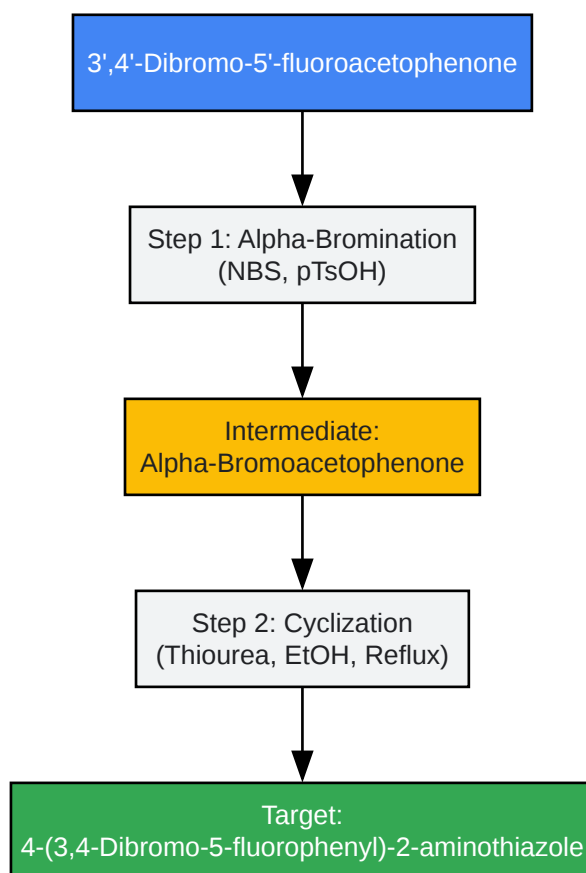 3',4'-Dibromo-5'-fluoroacetophenone
Step 1: Alpha-Bromination
(NBS, pTsOH)
Intermediate:
Alpha-Bromoacetophenone
Step 2: Cyclization
(Thiourea, EtOH, Reflux)
Target:
4-(3,4-Dibromo-5-fluorophenyl)-2-aminothiazole